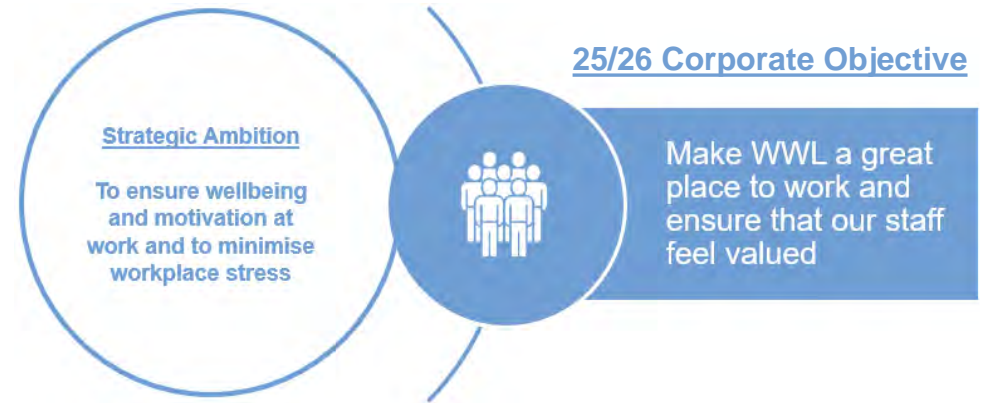 Strategic Ambition
To ensure wellbeing
and motivation at
work and to minimise
workplace stress
25/26 Corporate Objective
Make WWL a great
place to work and
ensure that our staff
feel valued